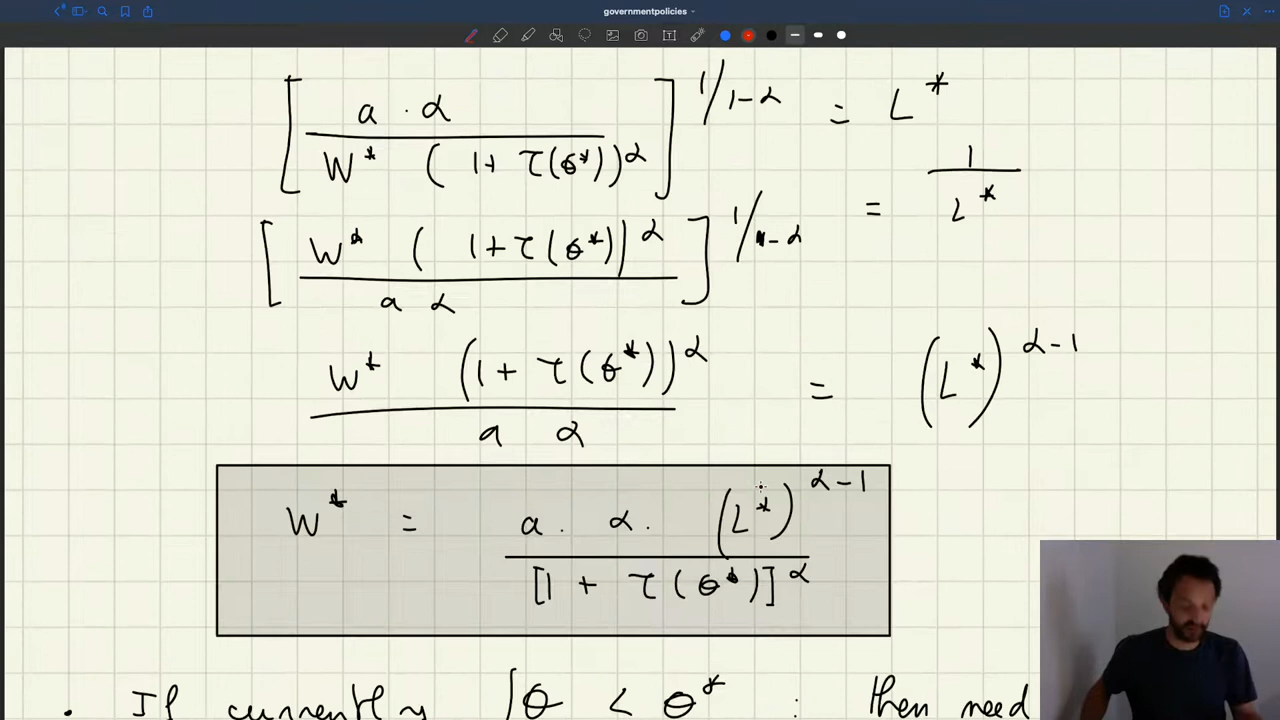 governmentpolicies
[ a · α / W* ( 1 + τ(θ*))^α ]^1/1-α = L*
[ W* ( 1 + τ(θ*))^α / a α ]^1/1-α = 1 / L*
W* (1 + τ(θ*))^α / a α = (L*)^α-1
W* = a · α · (L*)^α-1 / [1 + τ(θ*)]^α
· If currently θ < θ* : then need